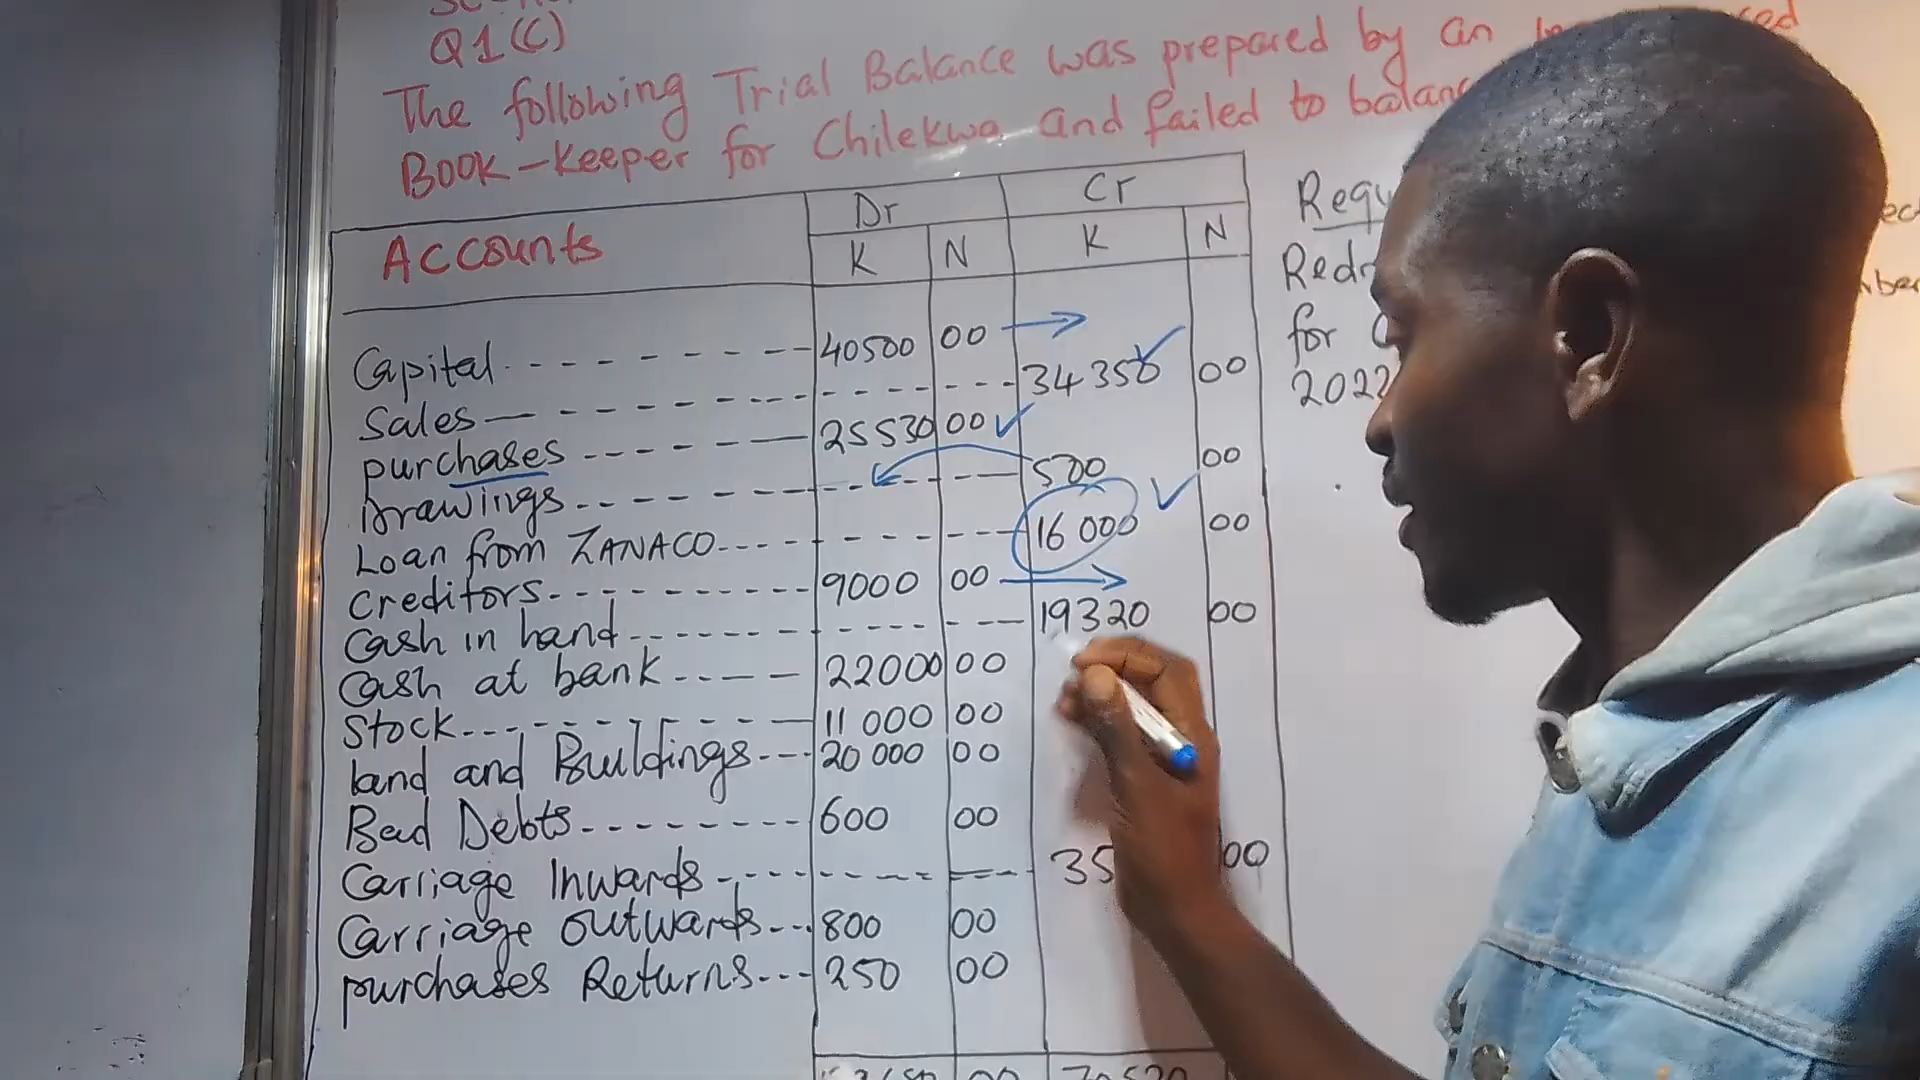 Q1(C)
The following Trial Balance was prepared by an
Book-Keeper for Chilekwa and failed to balance
Accounts Dr Cr
K N K N
Capital 40500 00
Sales 34 350 00
purchases 25530 00
Drawings 500 00
Loan from ZANACO 16 000 00
Creditors 9000 00
Cash in hand 19320 00
Cash at bank 22000 00
Stock 11 000 00
land and Buildings 20 000 00
Bad Debts 600 00
Carriage Inwards 35 00
Carriage outwards 800 00
purchases Returns 250 00
00 70520
Requ
Redr
for
2022